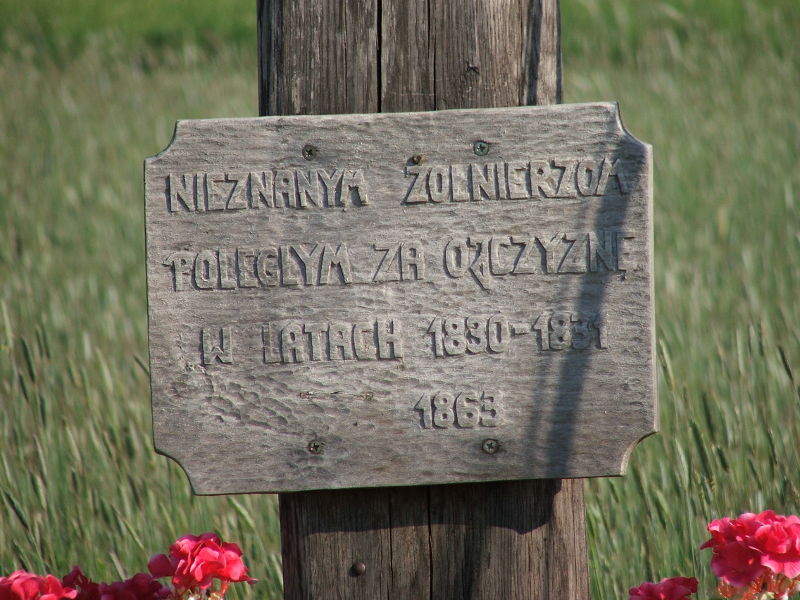 NIEZNANYM ŻOŁNIERZOM
POLEGŁYM ZA OJCZYZNĘ
W LATACH 1830-1831
1863